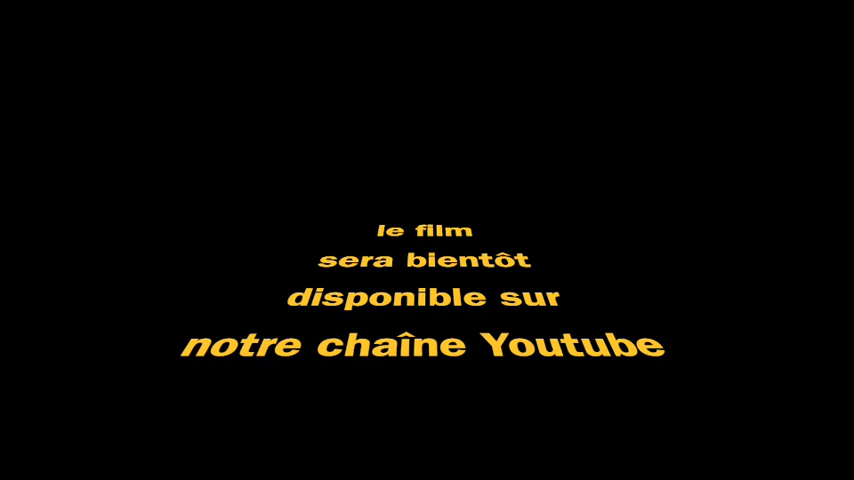 le film
sera bientôt
disponible sur
notre chaîne Youtube